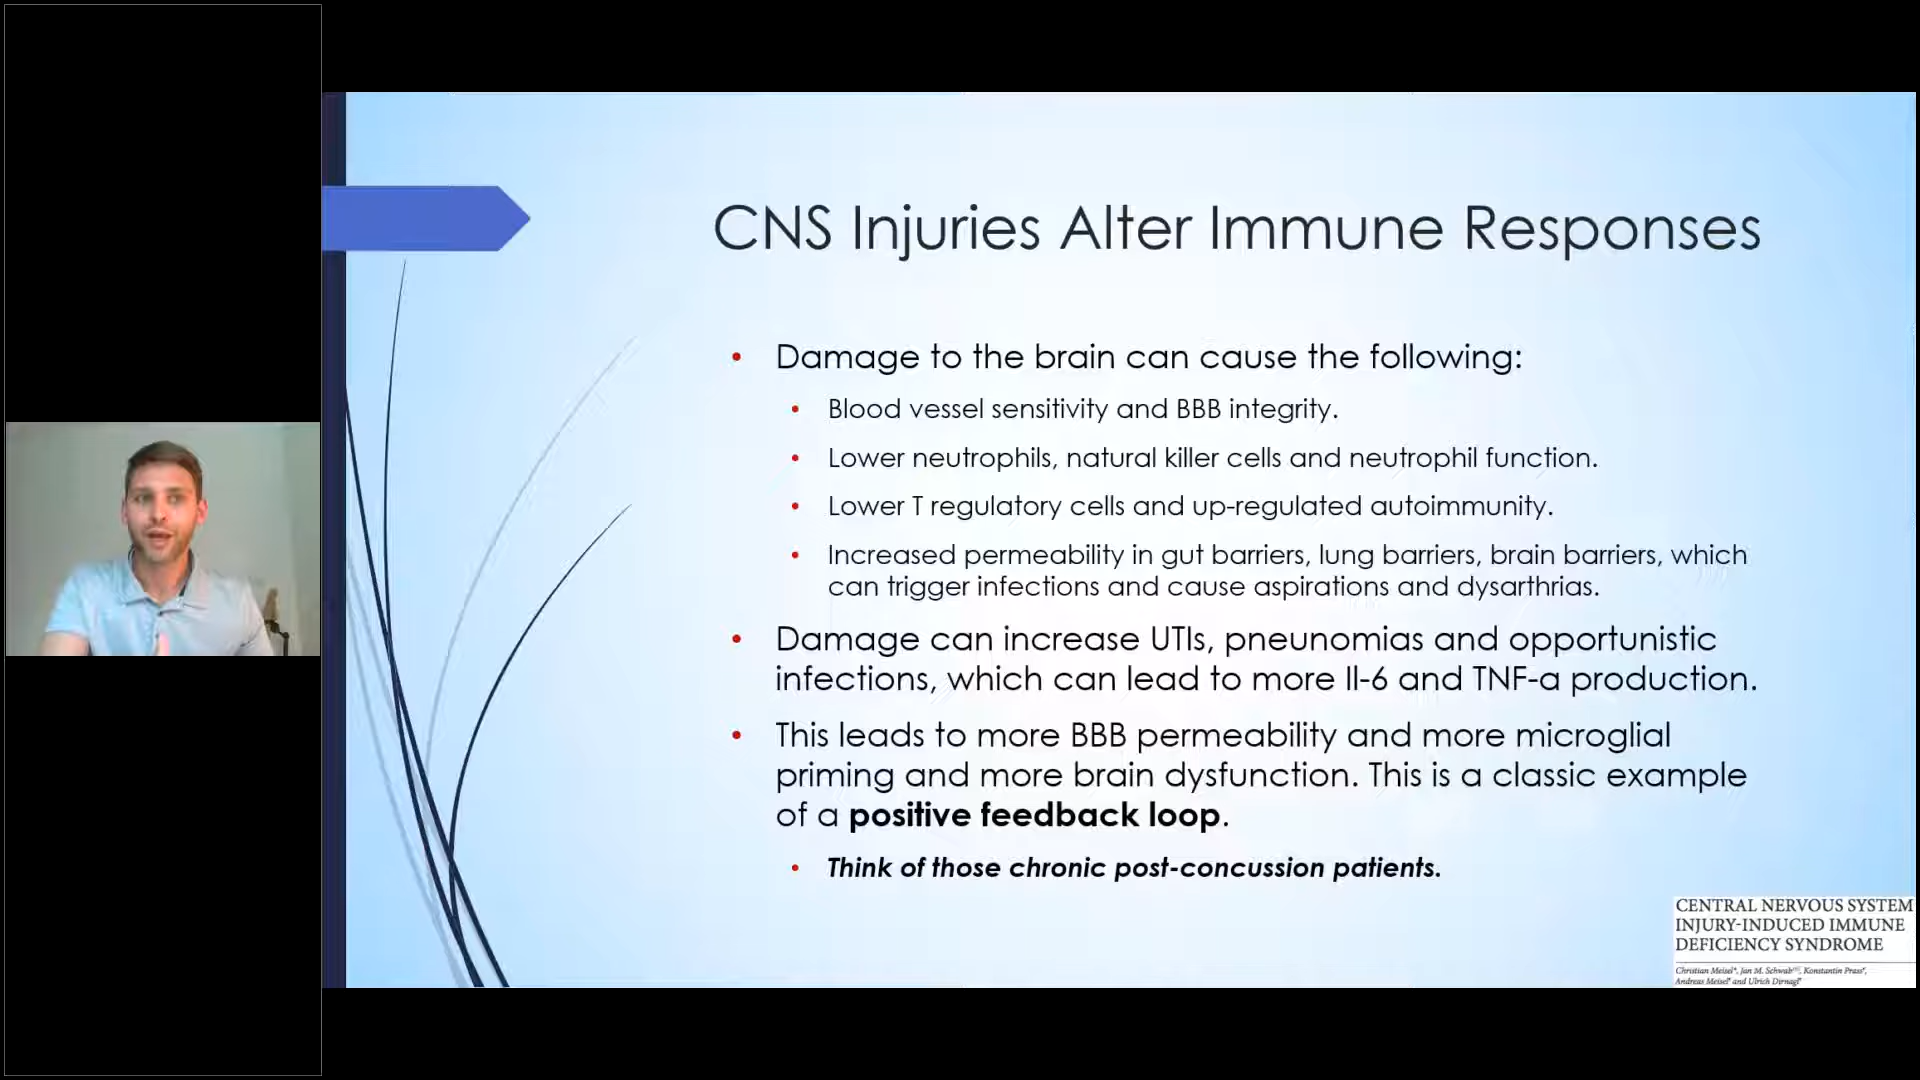 CNS Injuries Alter Immune Responses
• Damage to the brain can cause the following:
• Blood vessel sensitivity and BBB integrity.
• Lower neutrophils, natural killer cells and neutrophil function.
• Lower T regulatory cells and up-regulated autoimmunity.
• Increased permeability in gut barriers, lung barriers, brain barriers, which
can trigger infections and cause aspirations and dysarthrias.
• Damage can increase UTIs, pneunomias and opportunistic
infections, which can lead to more Il-6 and TNF-a production.
• This leads to more BBB permeability and more microglial
priming and more brain dysfunction. This is a classic example
of a positive feedback loop.
• Think of those chronic post-concussion patients.
CENTRAL NERVOUS SYSTEM
INJURY-INDUCED IMMUNE
DEFICIENCY SYNDROME
Christian Meisel*, Jan M. Schwab, Konstantin Prass,
Andreas Meisel and Ulrich Dirnagl